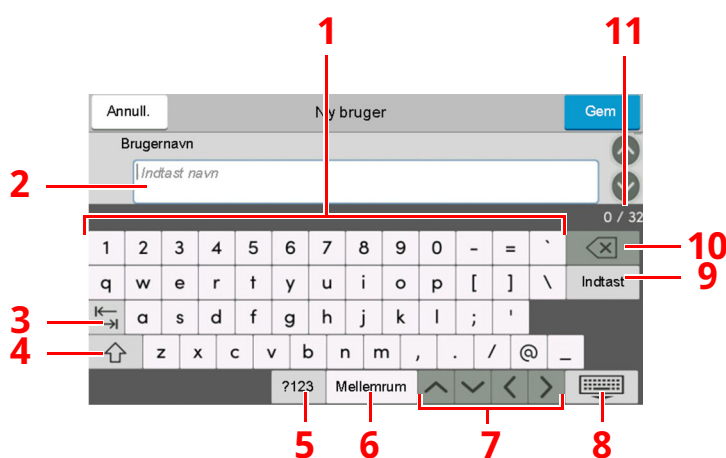 1 11
Annull. Ny bruger Gem
Brugernavn
2 Indtast navn
0 / 32
1 2 3 4 5 6 7 8 9 0 - = ` 10
q w e r t y u i o p [ ] \ Indtast 9
3 a s d f g h j k l ; '
4 z x c v b n m , . / @ _
?123 Mellemrum
5 6 7 8